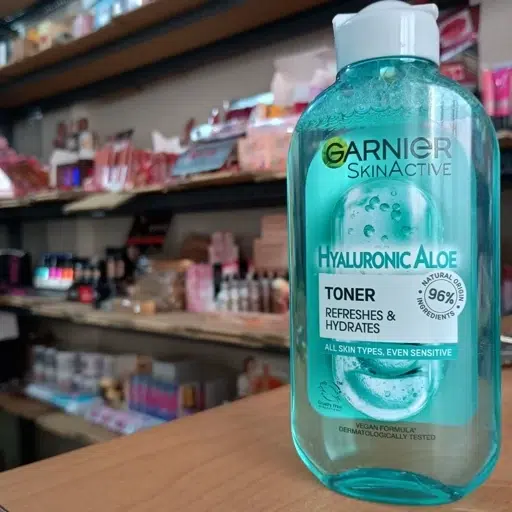 GARNIER
SKINACTIVE
HYALURONIC ALOE
TONER
REFRESHES &
HYDRATES
NATURAL ORIGIN
96%
INGREDIENTS
ALL SKIN TYPES, EVEN SENSITIVE
VEGAN FORMULA*
DERMATOLOGICALLY TESTED